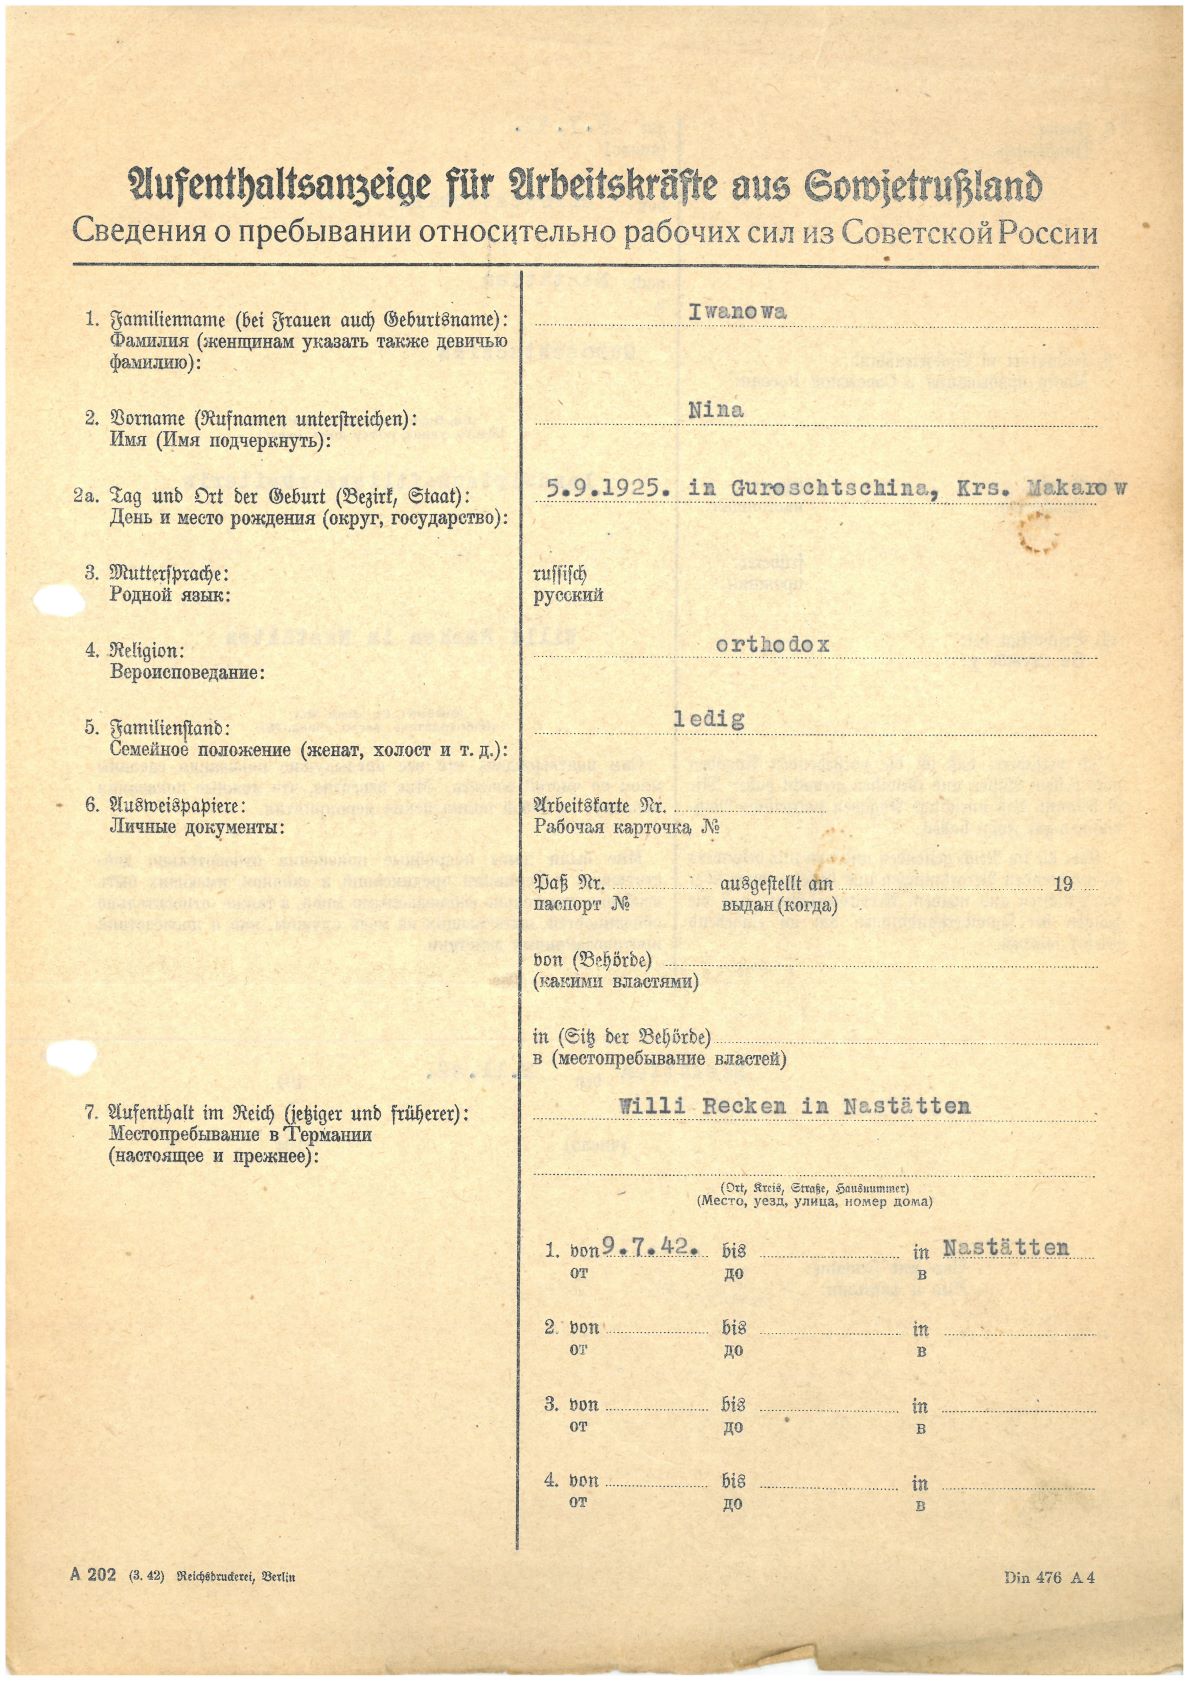 Aufenthaltsanzeige für Arbeitskräfte aus Sowjetrußland
Сведения о пребывании относительно рабочих сил из Советской России
1. Familienname (bei Frauen auch Geburtsname): Iwanowa
Фамилия (женщинам указать также девичью
фамилию):
2. Vorname (Rufnamen unterstreichen): Nina
Имя (Имя подчеркнуть):
2a. Tag und Ort der Geburt (Bezirk, Staat): 5.9.1925. in Guroschtschina, Krs. Makarow
День и место рождения (округ, государство):
3. Muttersprache: russisch
Родной язык: русский
4. Religion: orthodox
Вероисповедание:
5. Familienstand: ledig
Семейное положение (женат, холост и т. д.):
6. Ausweispapiere: Arbeitskarte Nr.
Личные документы: Рабочая карточка №
Paß Nr. ausgestellt am 19
паспорт № выдан (когда)
von (Behörde)
(какими властями)
in (Sitz der Behörde)
в (местопребывание властей)
7. Aufenthalt im Reich (jetziger und früherer): Willi Recken in Nastätten
Местопребывание в Германии
(настоящее и прежнее):
(Ort, Kreis, Straße, Hausnummer)
(Место, уезд, улица, номер дома)
1. von 9.7.42. bis in Nastätten
от до в
2. von bis in
от до в
3. von bis in
от до в
4. von bis in
от до в
A 202 (3. 42) Reichsdruckerei, Berlin Din 476 A 4